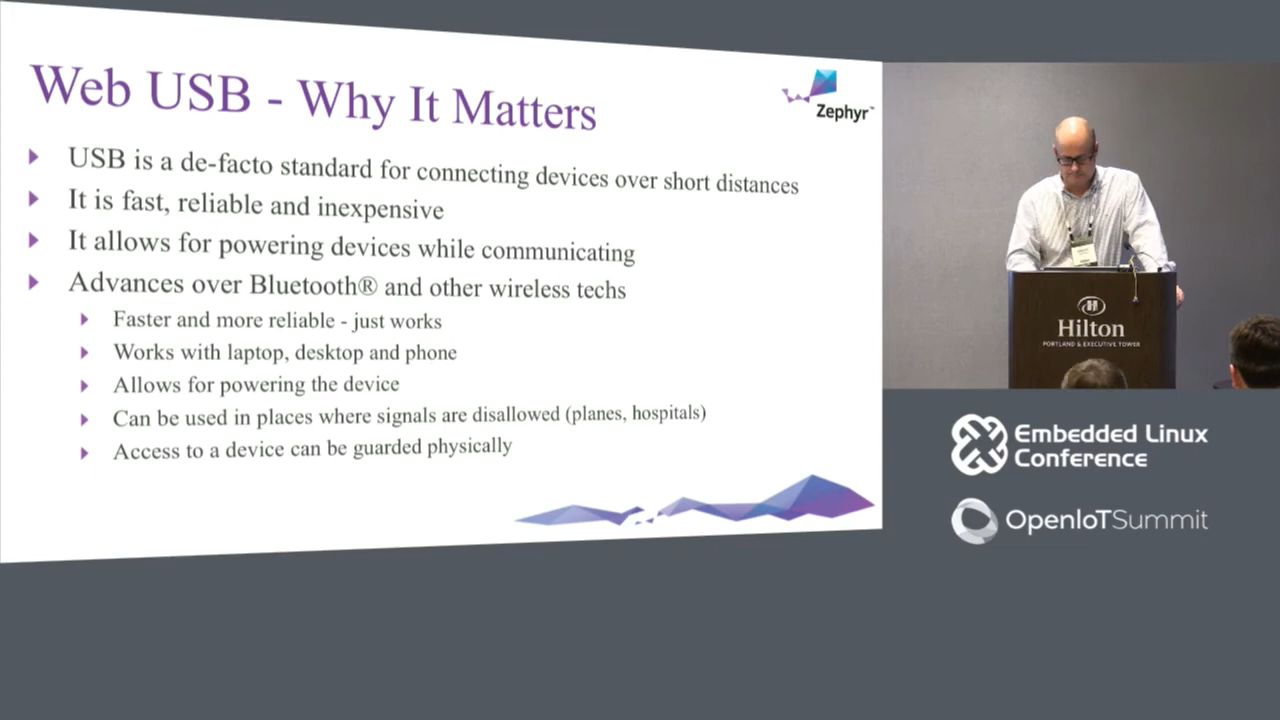 Web USB - Why It Matters
Zephyr™
USB is a de-facto standard for connecting devices over short distances
It is fast, reliable and inexpensive
It allows for powering devices while communicating
Advances over Bluetooth® and other wireless techs
Faster and more reliable - just works
Works with laptop, desktop and phone
Allows for powering the device
Can be used in places where signals are disallowed (planes, hospitals)
Access to a device can be guarded physically
Hilton
PORTLAND & EXECUTIVE TOWER
Embedded Linux
Conference
OpenIoTSummit